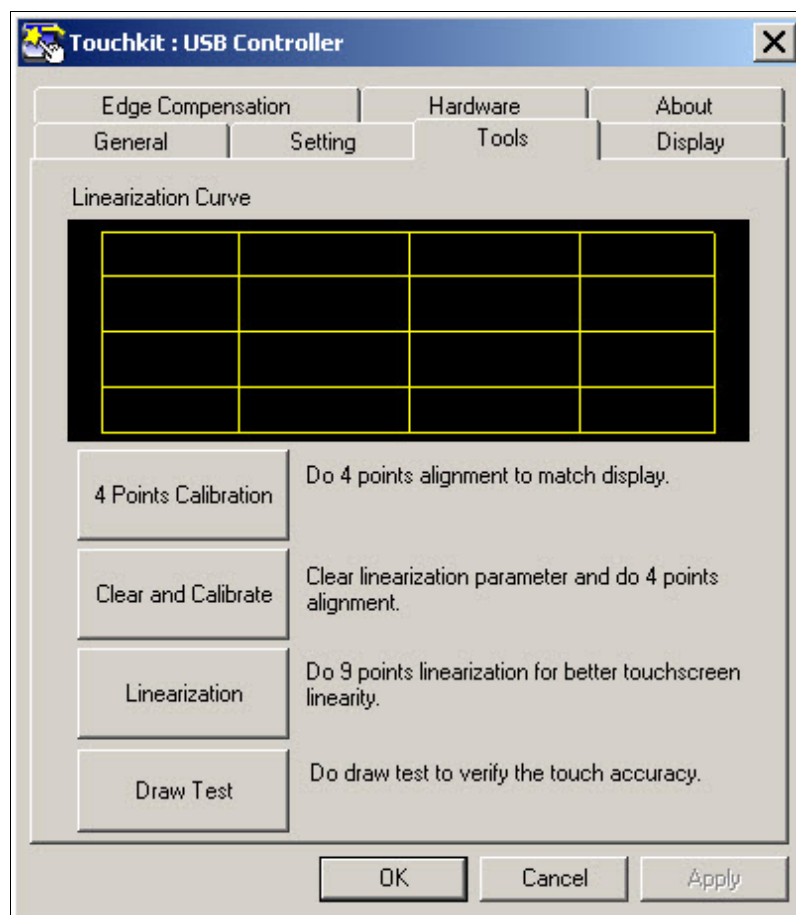 Touchkit : USB Controller
Edge Compensation Hardware About
General Setting Tools Display
Linearization Curve
4 Points Calibration
Do 4 points alignment to match display.
Clear and Calibrate
Clear linearization parameter and do 4 points
alignment.
Linearization
Do 9 points linearization for better touchscreen
linearity.
Draw Test
Do draw test to verify the touch accuracy.
OK Cancel Apply